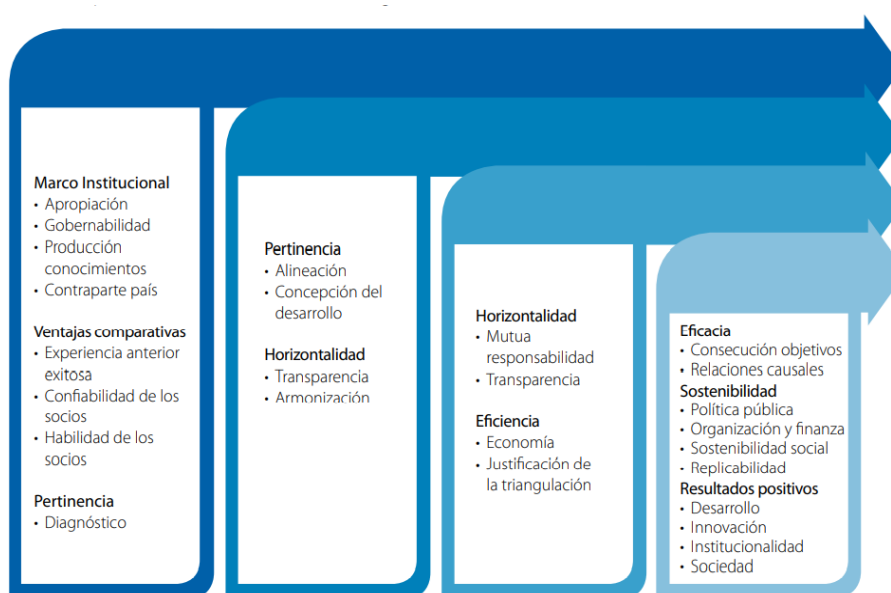 Marco Institucional
• Apropiación
• Gobernabilidad
• Producción
conocimientos
• Contraparte país
Ventajas comparativas
• Experiencia anterior
exitosa
• Confiabilidad de los
socios
• Habilidad de los
socios
Pertinencia
• Diagnóstico
Pertinencia
• Alineación
• Concepción del
desarrollo
Horizontalidad
• Transparencia
• Armonización
Horizontalidad
• Mutua
responsabilidad
• Transparencia
Eficiencia
• Economía
• Justificación de
la triangulación
Eficacia
• Consecución objetivos
• Relaciones causales
Sostenibilidad
• Política pública
• Organización y finanza
• Sostenibilidad social
• Replicabilidad
Resultados positivos
• Desarrollo
• Innovación
• Institucionalidad
• Sociedad